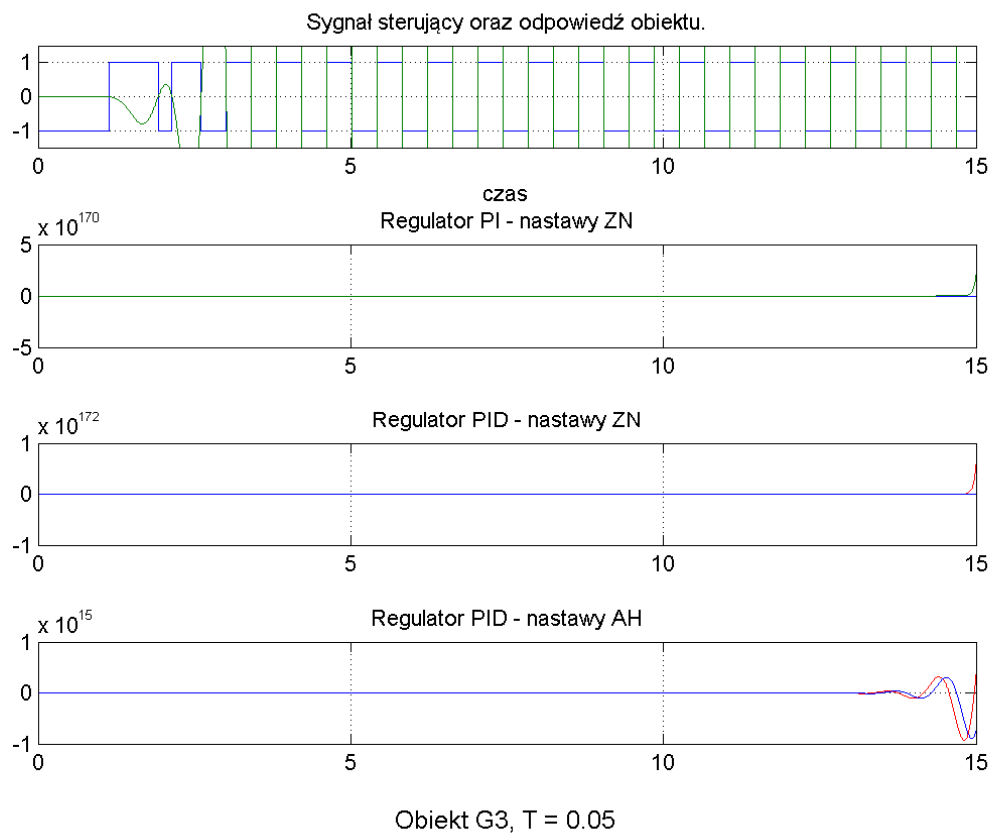 Sygnał sterujący oraz odpowiedź obiektu.
1
0
-1
0 5 10 15
czas
Regulator PI - nastawy ZN
x 10^170
5
0
-5
0 5 10 15
Regulator PID - nastawy ZN
x 10^172
1
0
-1
0 5 10 15
Regulator PID - nastawy AH
x 10^15
1
0
-1
0 5 10 15
Obiekt G3, T = 0.05